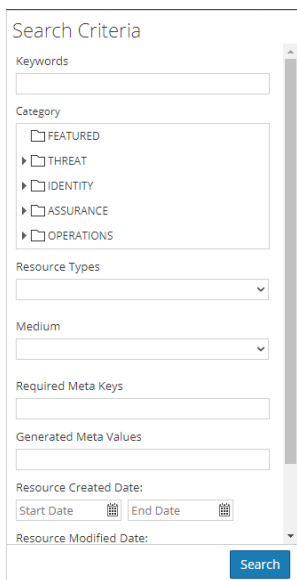 Search Criteria
Keywords
Category
FEATURED
THREAT
IDENTITY
ASSURANCE
OPERATIONS
Resource Types
Medium
Required Meta Keys
Generated Meta Values
Resource Created Date:
Start Date End Date
Resource Modified Date:
Search